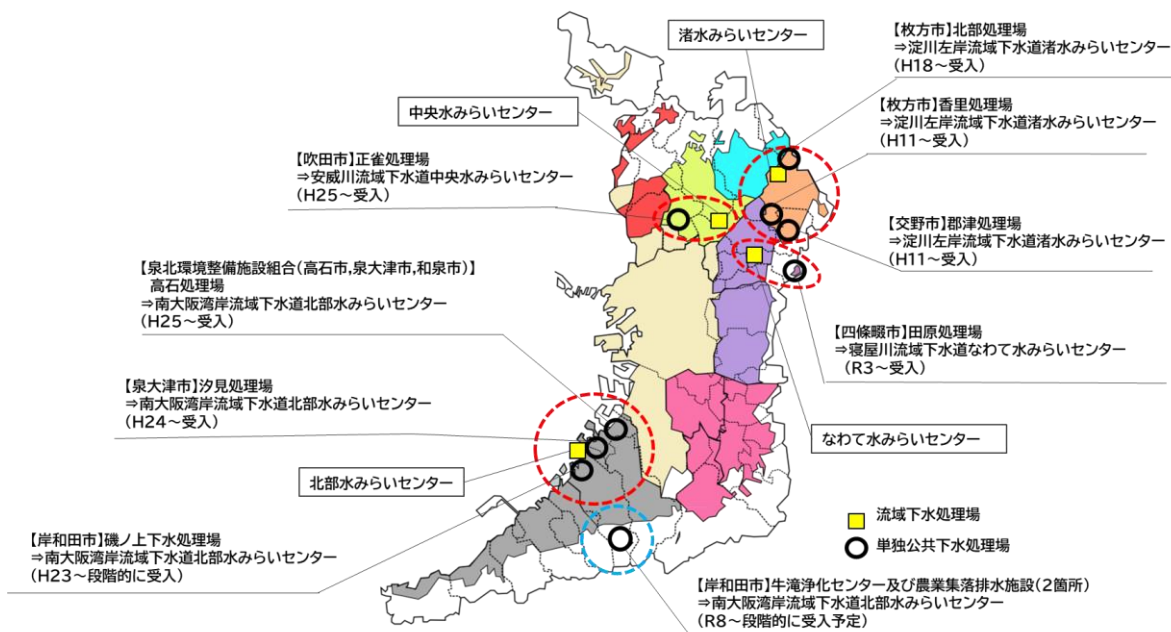 渚水みらいセンター
【枚方市】北部処理場
⇒淀川左岸流域下水道渚水みらいセンター
(H18～受入)
中央水みらいセンター
【枚方市】香里処理場
⇒淀川左岸流域下水道渚水みらいセンター
(H11～受入)
【吹田市】正雀処理場
⇒安威川流域下水道中央水みらいセンター
(H25～受入)
【交野市】郡津処理場
⇒淀川左岸流域下水道渚水みらいセンター
(H11～受入)
【泉北環境整備施設組合(高石市,泉大津市,和泉市)】
高石処理場
⇒南大阪湾岸流域下水道北部水みらいセンター
(H25～受入)
【四條畷市】田原処理場
⇒寝屋川流域下水道なわて水みらいセンター
(R3～受入)
【泉大津市】汐見処理場
⇒南大阪湾岸流域下水道北部水みらいセンター
(H24～受入)
なわて水みらいセンター
北部水みらいセンター
流域下水処理場
単独公共下水処理場
【岸和田市】磯ノ上下水処理場
⇒南大阪湾岸流域下水道北部水みらいセンター
(H23～段階的に受入)
【岸和田市】牛滝浄化センター及び農業集落排水施設(2箇所)
⇒南大阪湾岸流域下水道北部水みらいセンター
(R8～段階的に受入予定)